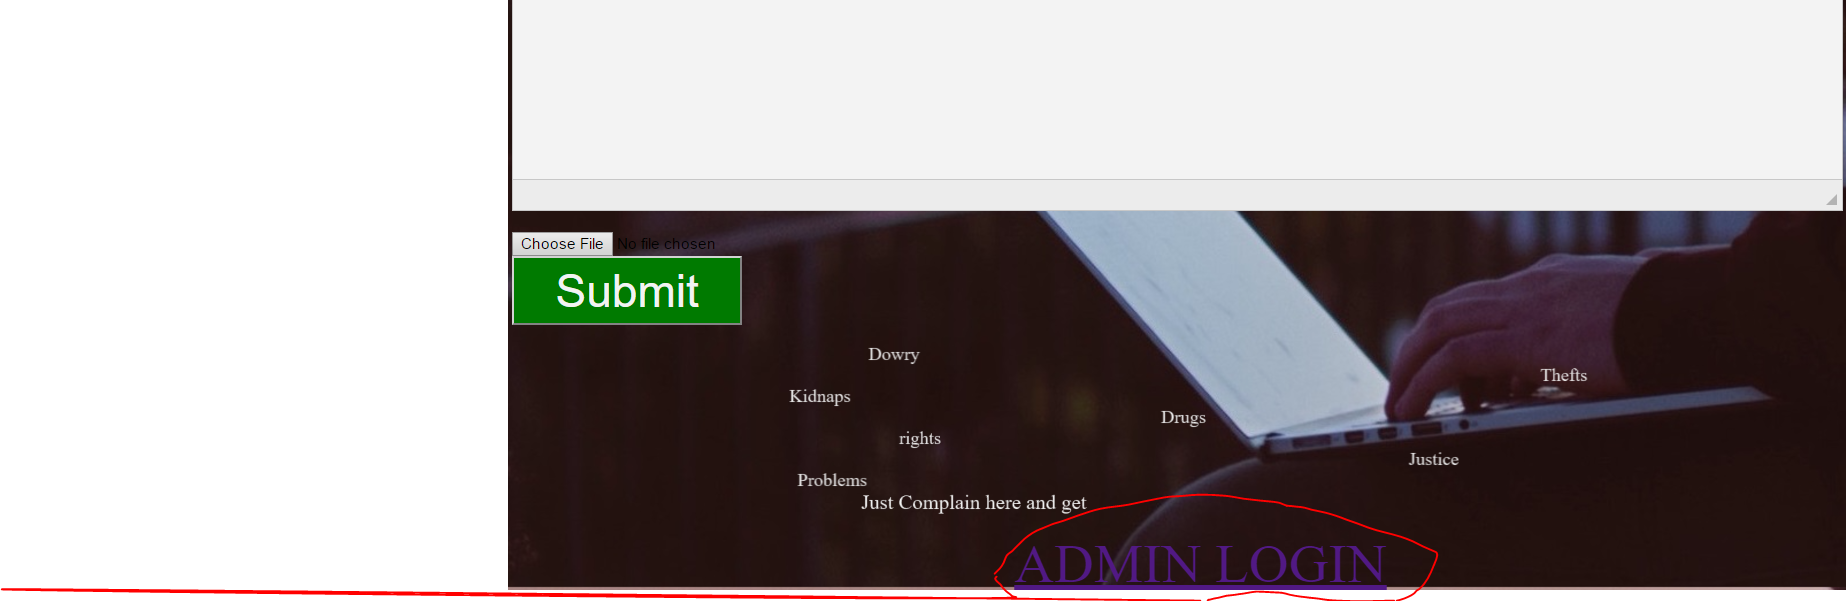 Choose File No file chosen
Submit
Dowry
Thefts
Kidnaps
Drugs
rights
Justice
Problems
Just Complain here and get
ADMIN LOGIN